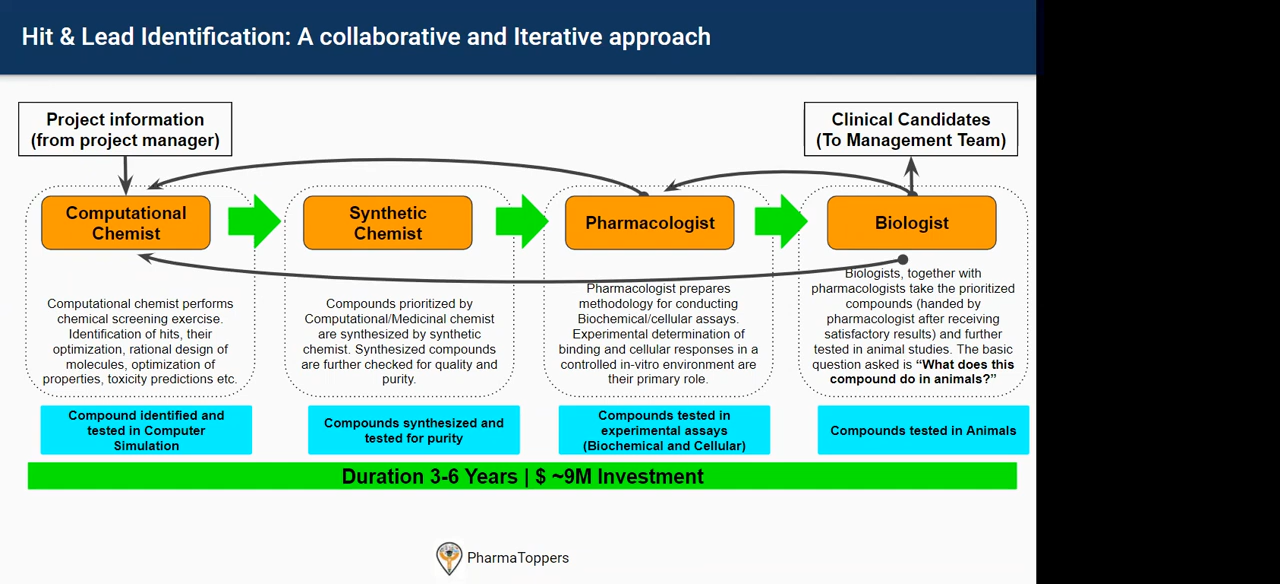 Hit & Lead Identification: A collaborative and Iterative approach
Project information
(from project manager)
Clinical Candidates
(To Management Team)
Computational
Chemist
Synthetic
Chemist
Pharmacologist
Biologist
Computational chemist performs
chemical screening exercise.
Identification of hits, their
optimization, rational design of
molecules, optimization of
properties, toxicity predictions etc.
Compounds prioritized by
Computational/Medicinal chemist
are synthesized by synthetic
chemist. Synthesized compounds
are further checked for quality and
purity.
Pharmacologist prepares
methodology for conducting
Biochemical/cellular assays.
Experimental determination of
binding and cellular responses in a
controlled in-vitro environment are
their primary role.
Biologists, together with
pharmacologists take the prioritized
compounds (handed by
pharmacologist after receiving
satisfactory results) and further
tested in animal studies. The basic
question asked is “What does this
compound do in animals?”
Compound identified and
tested in Computer
Simulation
Compounds synthesized and
tested for purity
Compounds tested in
experimental assays
(Biochemical and Cellular)
Compounds tested in Animals
Duration 3-6 Years | $ ~9M Investment
PharmaToppers